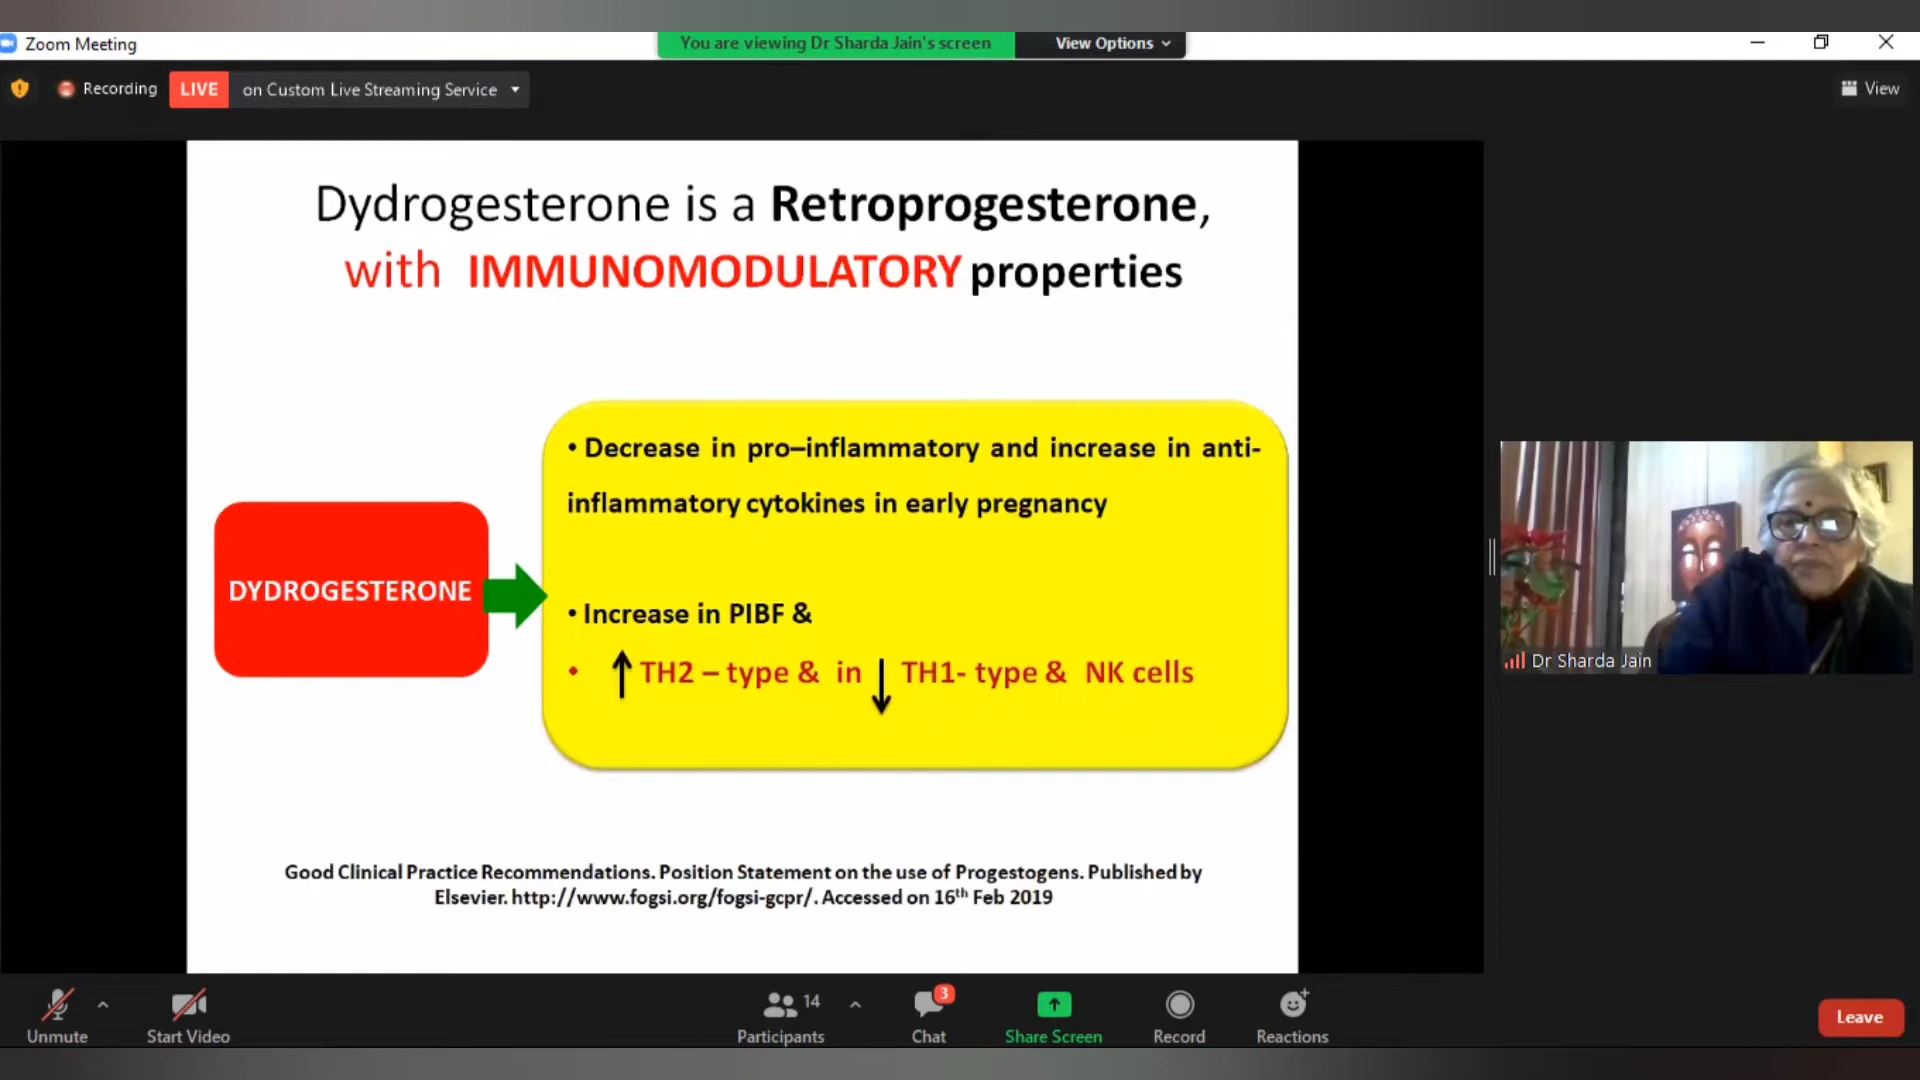 Zoom Meeting
You are viewing Dr Sharda Jain's screen
View Options
Recording
LIVE
on Custom Live Streaming Service
View
Dydrogesterone is a Retroprogesterone,
with IMMUNOMODULATORY properties
• Decrease in pro–inflammatory and increase in anti-
inflammatory cytokines in early pregnancy
DYDROGESTERONE
• Increase in PIBF &
• ↑ TH2 – type & in ↓ TH1- type & NK cells
Dr Sharda Jain
Good Clinical Practice Recommendations. Position Statement on the use of Progestogens. Published by
Elsevier. http://www.fogsi.org/fogsi-gcpr/. Accessed on 16th Feb 2019
Unmute
Start Video
14
Participants
3
Chat
Share Screen
Record
Reactions
Leave